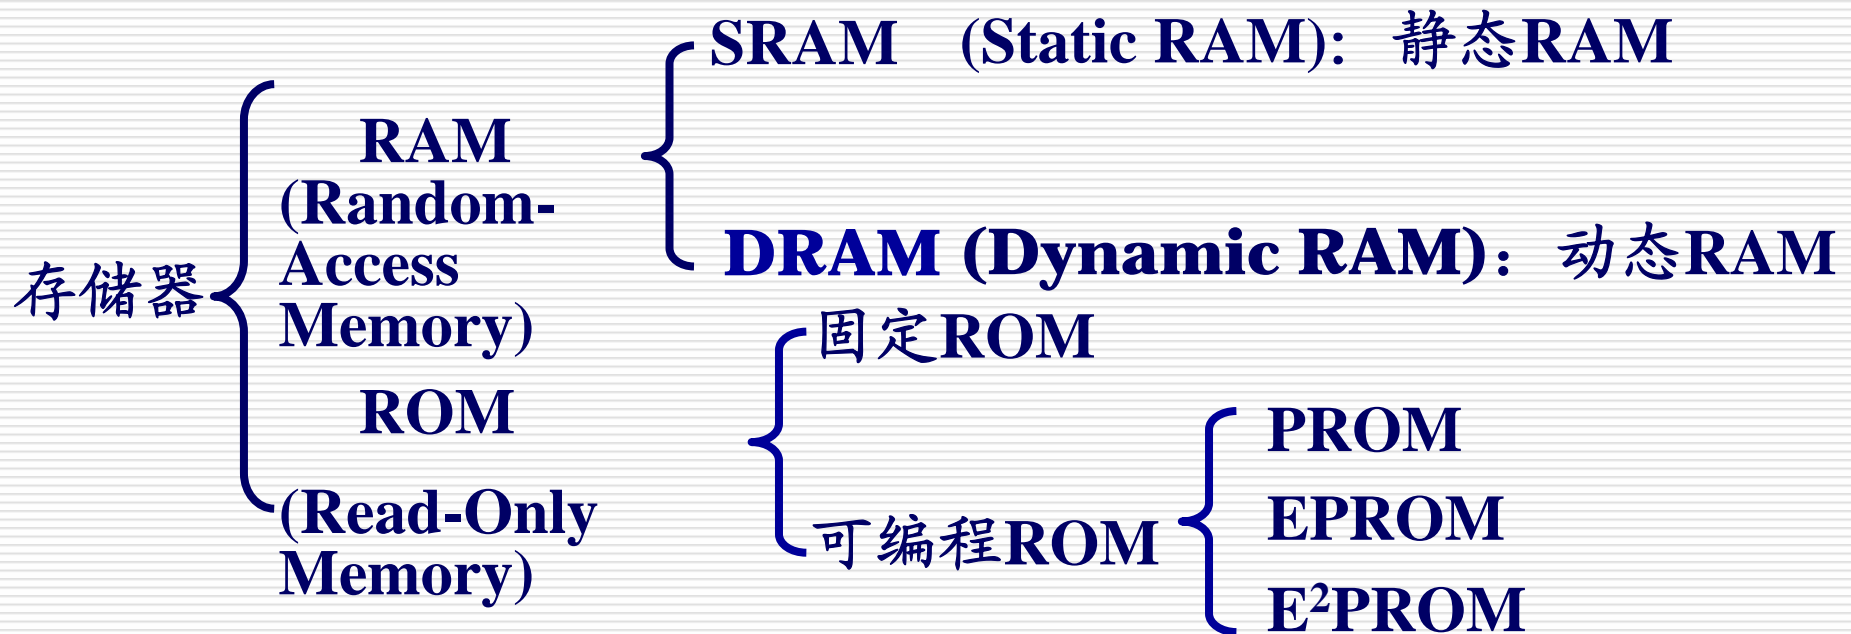 存储器
RAM
(Random-
Access
Memory)
SRAM (Static RAM)：静态RAM
DRAM (Dynamic RAM)：动态RAM
ROM
(Read-Only
Memory)
固定ROM
可编程ROM
PROM
EPROM
E²PROM